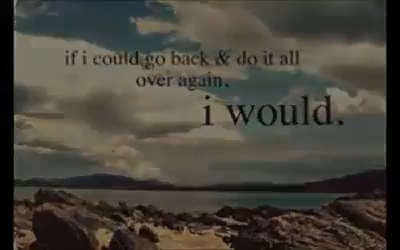 if i could go back & do it all
over again,
i would.